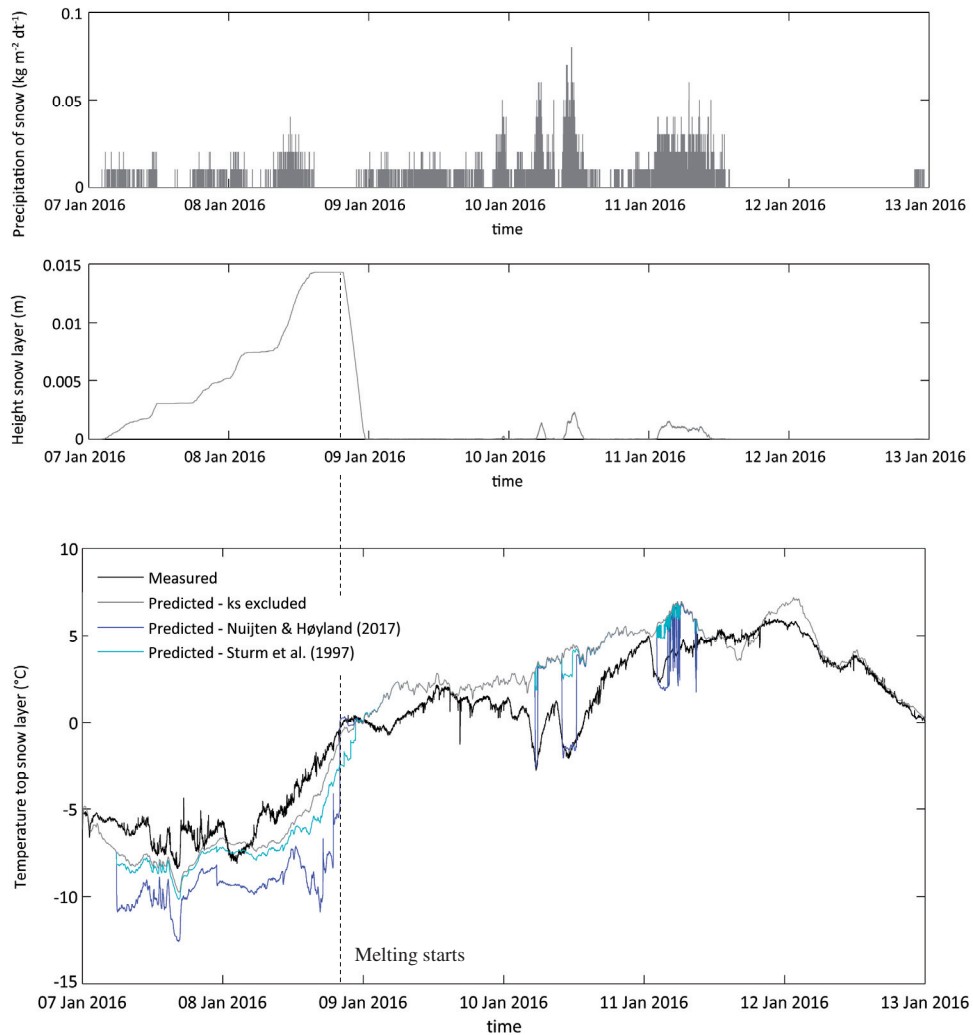 Precipitation of snow (kg m⁻² dt⁻¹)
0.1
0.05
0
07 Jan 2016 08 Jan 2016 09 Jan 2016 10 Jan 2016 11 Jan 2016 12 Jan 2016 13 Jan 2016
time
Height snow layer (m)
0.015
0.01
0.005
0
07 Jan 2016 08 Jan 2016 09 Jan 2016 10 Jan 2016 11 Jan 2016 12 Jan 2016 13 Jan 2016
time
Temperature top snow layer (°C)
10
5
0
-5
-10
-15
Measured
Predicted - ks excluded
Predicted - Nuijten & Høyland (2017)
Predicted - Sturm et al. (1997)
Melting starts
07 Jan 2016 08 Jan 2016 09 Jan 2016 10 Jan 2016 11 Jan 2016 12 Jan 2016 13 Jan 2016
time